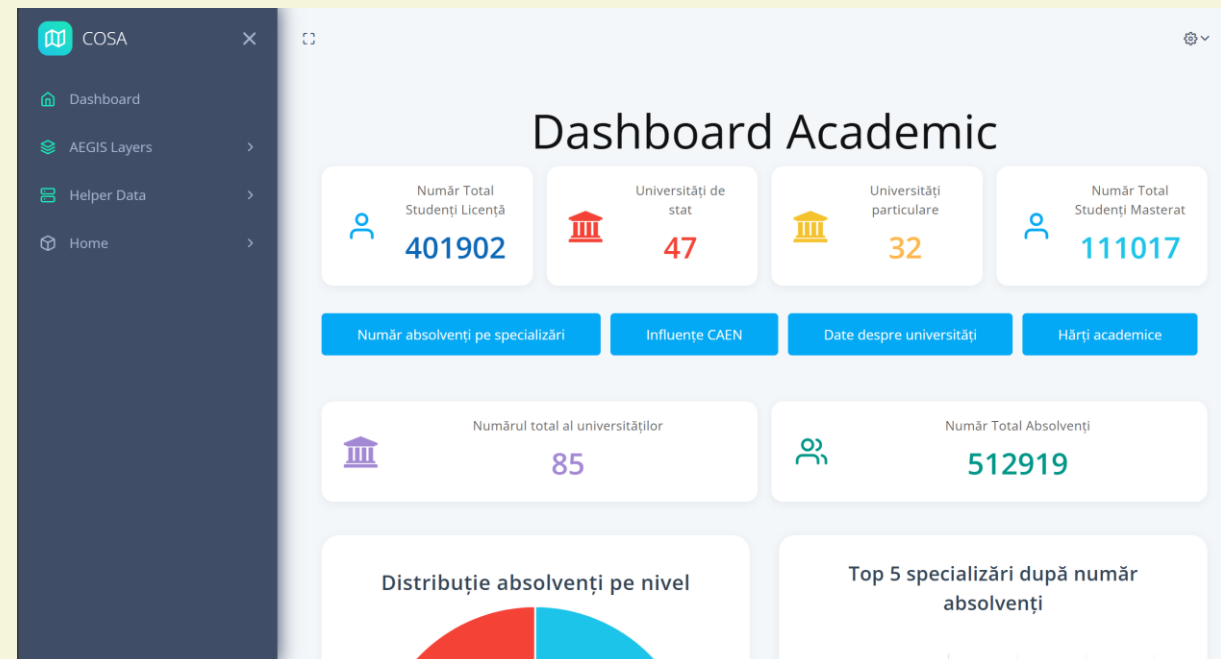 COSA
Dashboard
AEGIS Layers
Helper Data
Home
Dashboard Academic
Număr Total
Studenți Licență
401902
Universități de
stat
47
Universități
particulare
32
Număr Total
Studenți Masterat
111017
Număr absolvenți pe specializări
Influențe CAEN
Date despre universități
Hărți academice
Numărul total al universităților
85
Număr Total Absolvenți
512919
Distribuție absolvenți pe nivel
Top 5 specializări după număr
absolvenți